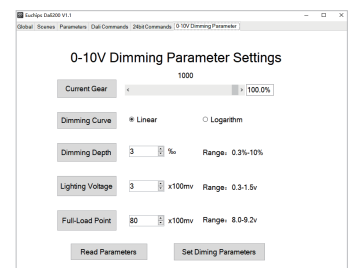 Euchips Da6200 V1.1
Global Scenes Parameters Dali Commands 24bit Commands 0-10V Dimming Parameter
0-10V Dimming Parameter Settings
1000
Current Gear 100.0%
Dimming Curve Linear Logarithm
Dimming Depth 3 ‰ Range：0.3%-10%
Lighting Voltage 3 x100mv Range：0.3-1.5v
Full-Load Point 80 x100mv Range：8.0-9.2v
Read Parameters Set Diming Parameters